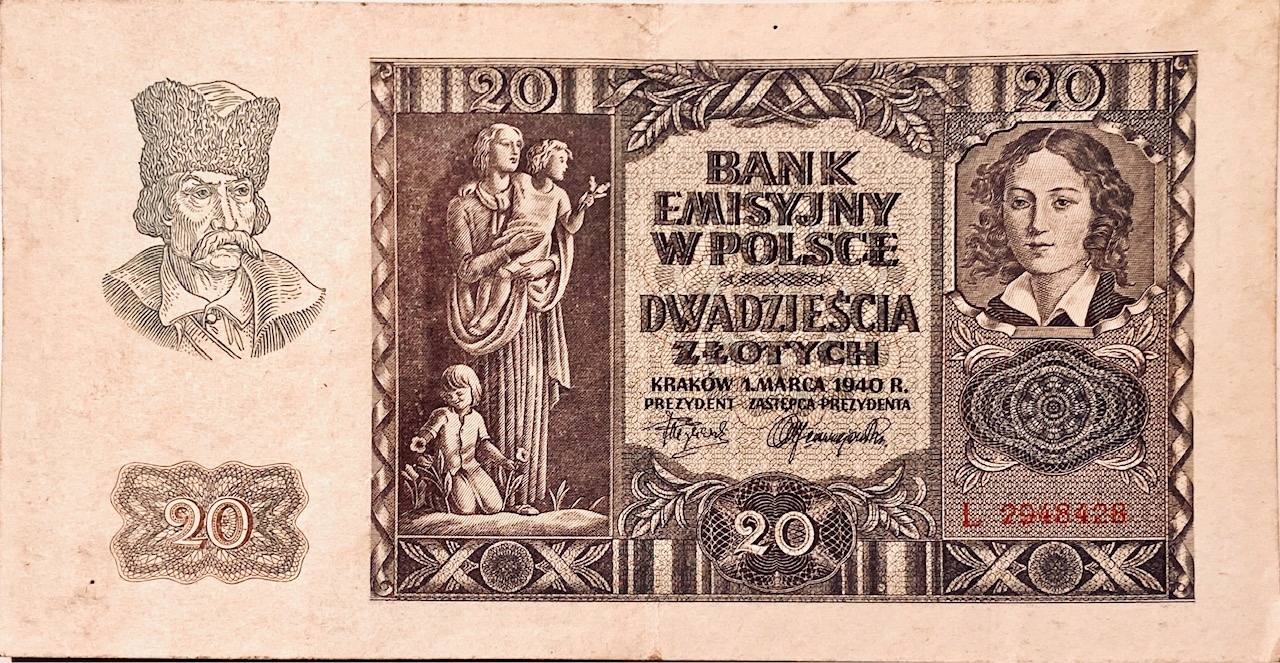 20
20
BANK
EMISYJNY
W POLSCE
DWADZIEŚCIA
ZŁOTYCH
KRAKÓW 1. MARCA 1940 R.
PREZYDENT ZASTĘPCA PREZYDENTA
20
20
L 2948428